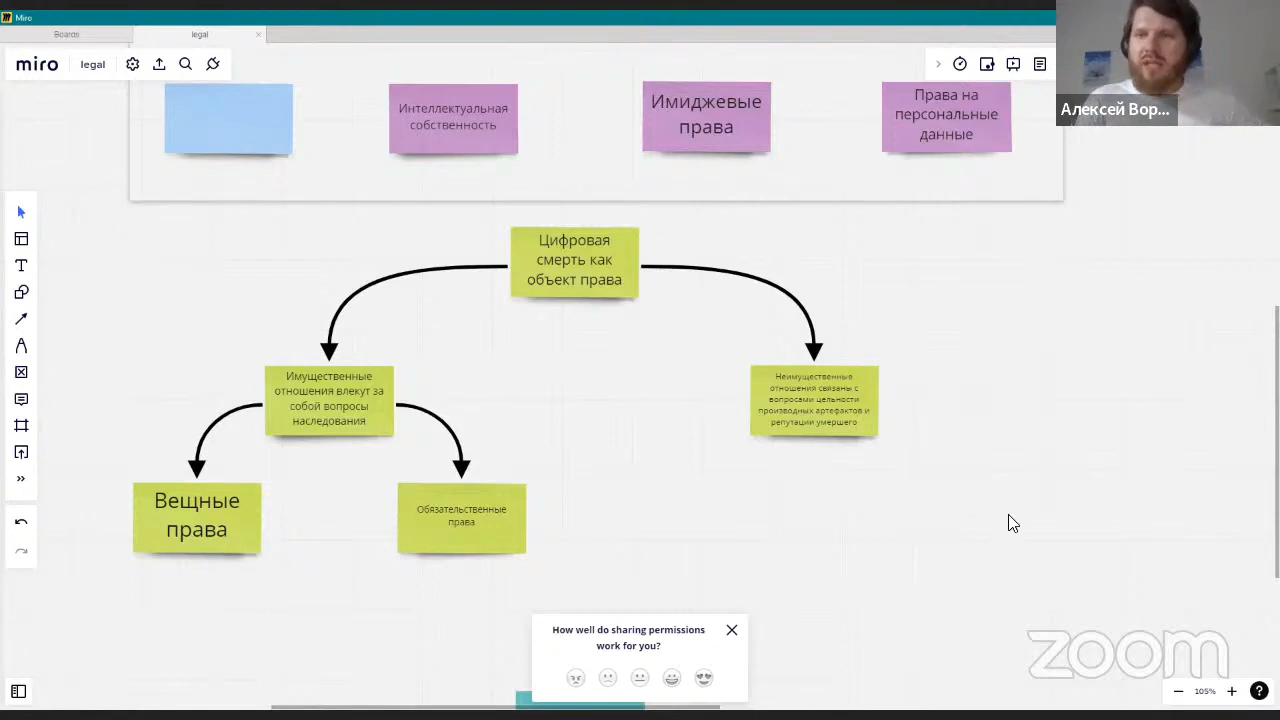 Miro
Boards
legal
miro
legal
Алексей Вор...
Интеллектуальная
собственность
Имиджевые
права
Права на
персональные
данные
Цифровая
смерть как
объект права
Имущественные
отношения влекут за
собой вопросы
наследования
Неимущественные
отношения связаны с
вопросами цельности
производных артефактов и
репутации умершего
Вещные
права
Обязательственные
права
How well do sharing permissions
work for you?
zoom
105%